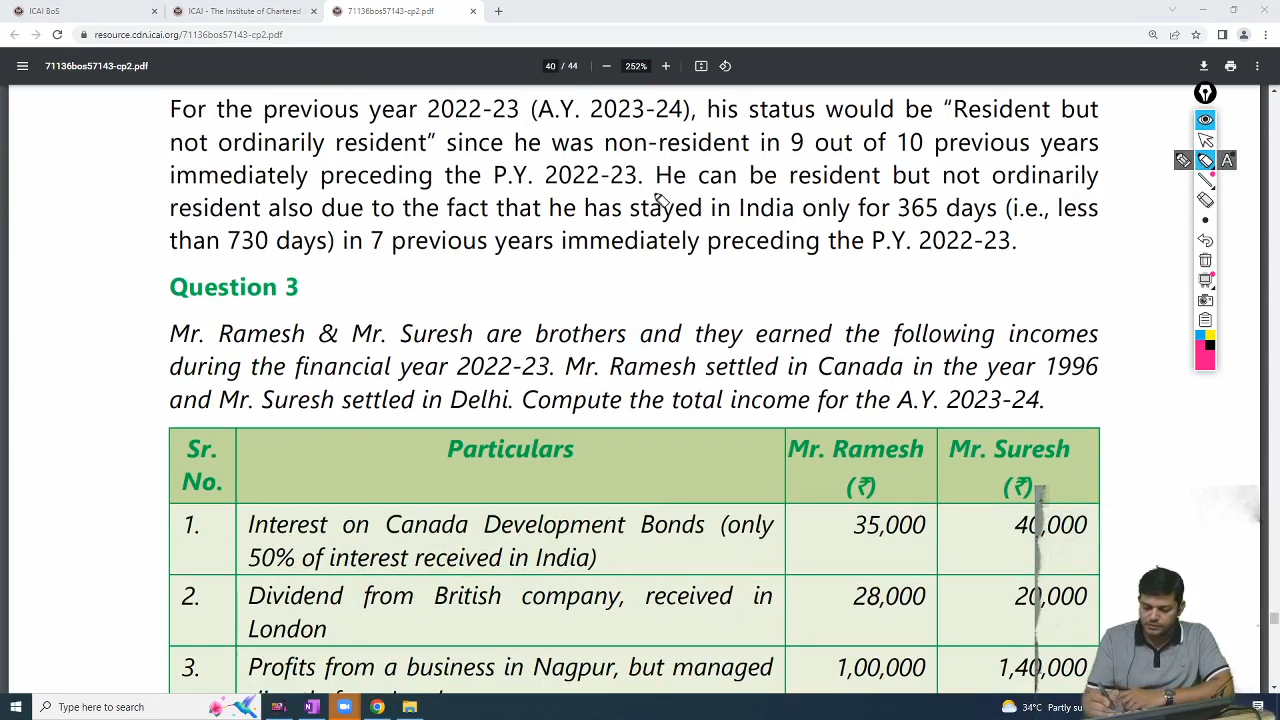 ICAI BoS
ICAI - The Institute of Chartered
71136bos57143-cp2.pdf
resource.cdn.icai.org/71136bos57143-cp2.pdf
71136bos57143-cp2.pdf
40 / 44
252%
For the previous year 2022-23 (A.Y. 2023-24), his status would be “Resident but
not ordinarily resident” since he was non-resident in 9 out of 10 previous years
immediately preceding the P.Y. 2022-23. He can be resident but not ordinarily
resident also due to the fact that he has stayed in India only for 365 days (i.e., less
than 730 days) in 7 previous years immediately preceding the P.Y. 2022-23.
Question 3
Mr. Ramesh & Mr. Suresh are brothers and they earned the following incomes
during the financial year 2022-23. Mr. Ramesh settled in Canada in the year 1996
and Mr. Suresh settled in Delhi. Compute the total income for the A.Y. 2023-24.
Sr. No. Particulars Mr. Ramesh (₹) Mr. Suresh (₹)
1. Interest on Canada Development Bonds (only 35,000 40,000
50% of interest received in India)
2. Dividend from British company, received in 28,000 20,000
London
3. Profits from a business in Nagpur, but managed 1,00,000 1,40,000
Type here to search
34°C Partly su